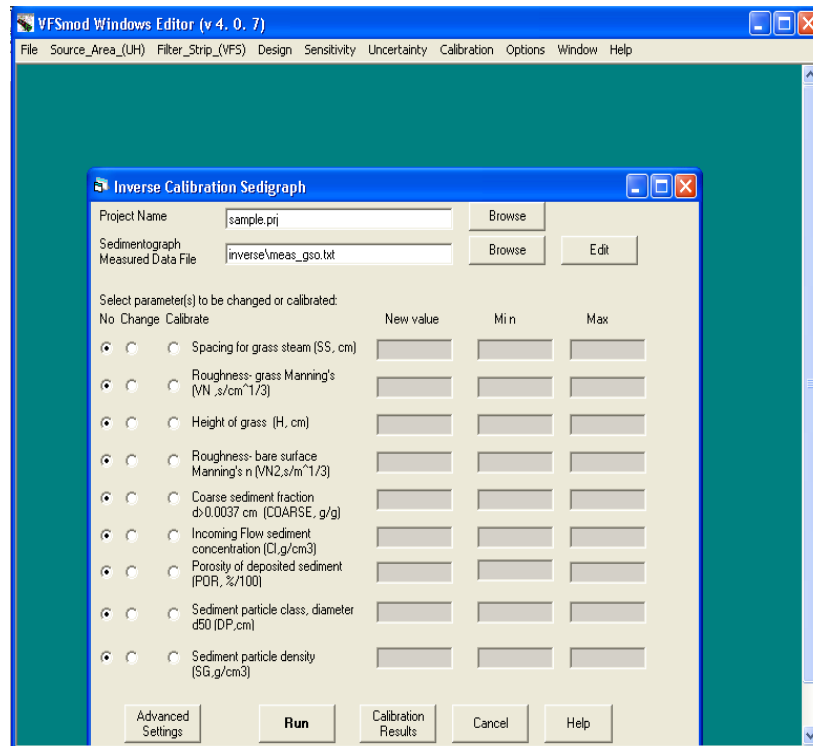 VFSmod Windows Editor (v 4. 0. 7)
File Source_Area_(UH) Filter_Strip_(VFS) Design Sensitivity Uncertainty Calibration Options Window Help
Inverse Calibration Sedigraph
Project Name sample.prj Browse
Sedimentograph
Measured Data File inverse\meas_gso.txt Browse Edit
Select parameter(s) to be changed or calibrated:
No Change Calibrate New value Min Max
Spacing for grass steam (SS, cm)
Roughness- grass Manning's
(VN ,s/cm^1/3)
Height of grass (H, cm)
Roughness- bare surface
Manning's n (VN2,s/m^1/3)
Coarse sediment fraction
d>0.0037 cm (COARSE, g/g)
Incoming Flow sediment
concentration (CI,g/cm3)
Porosity of deposited sediment
(POR, %/100)
Sediment particle class, diameter
d50 (DP,cm)
Sediment particle density
(SG,g/cm3)
Advanced
Settings
Run
Calibration
Results
Cancel
Help